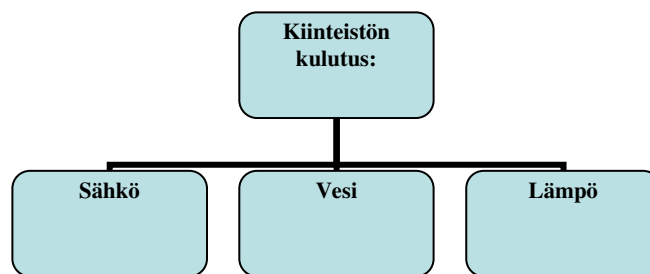 Kiinteistön
kulutus:
Sähkö
Vesi
Lämpö